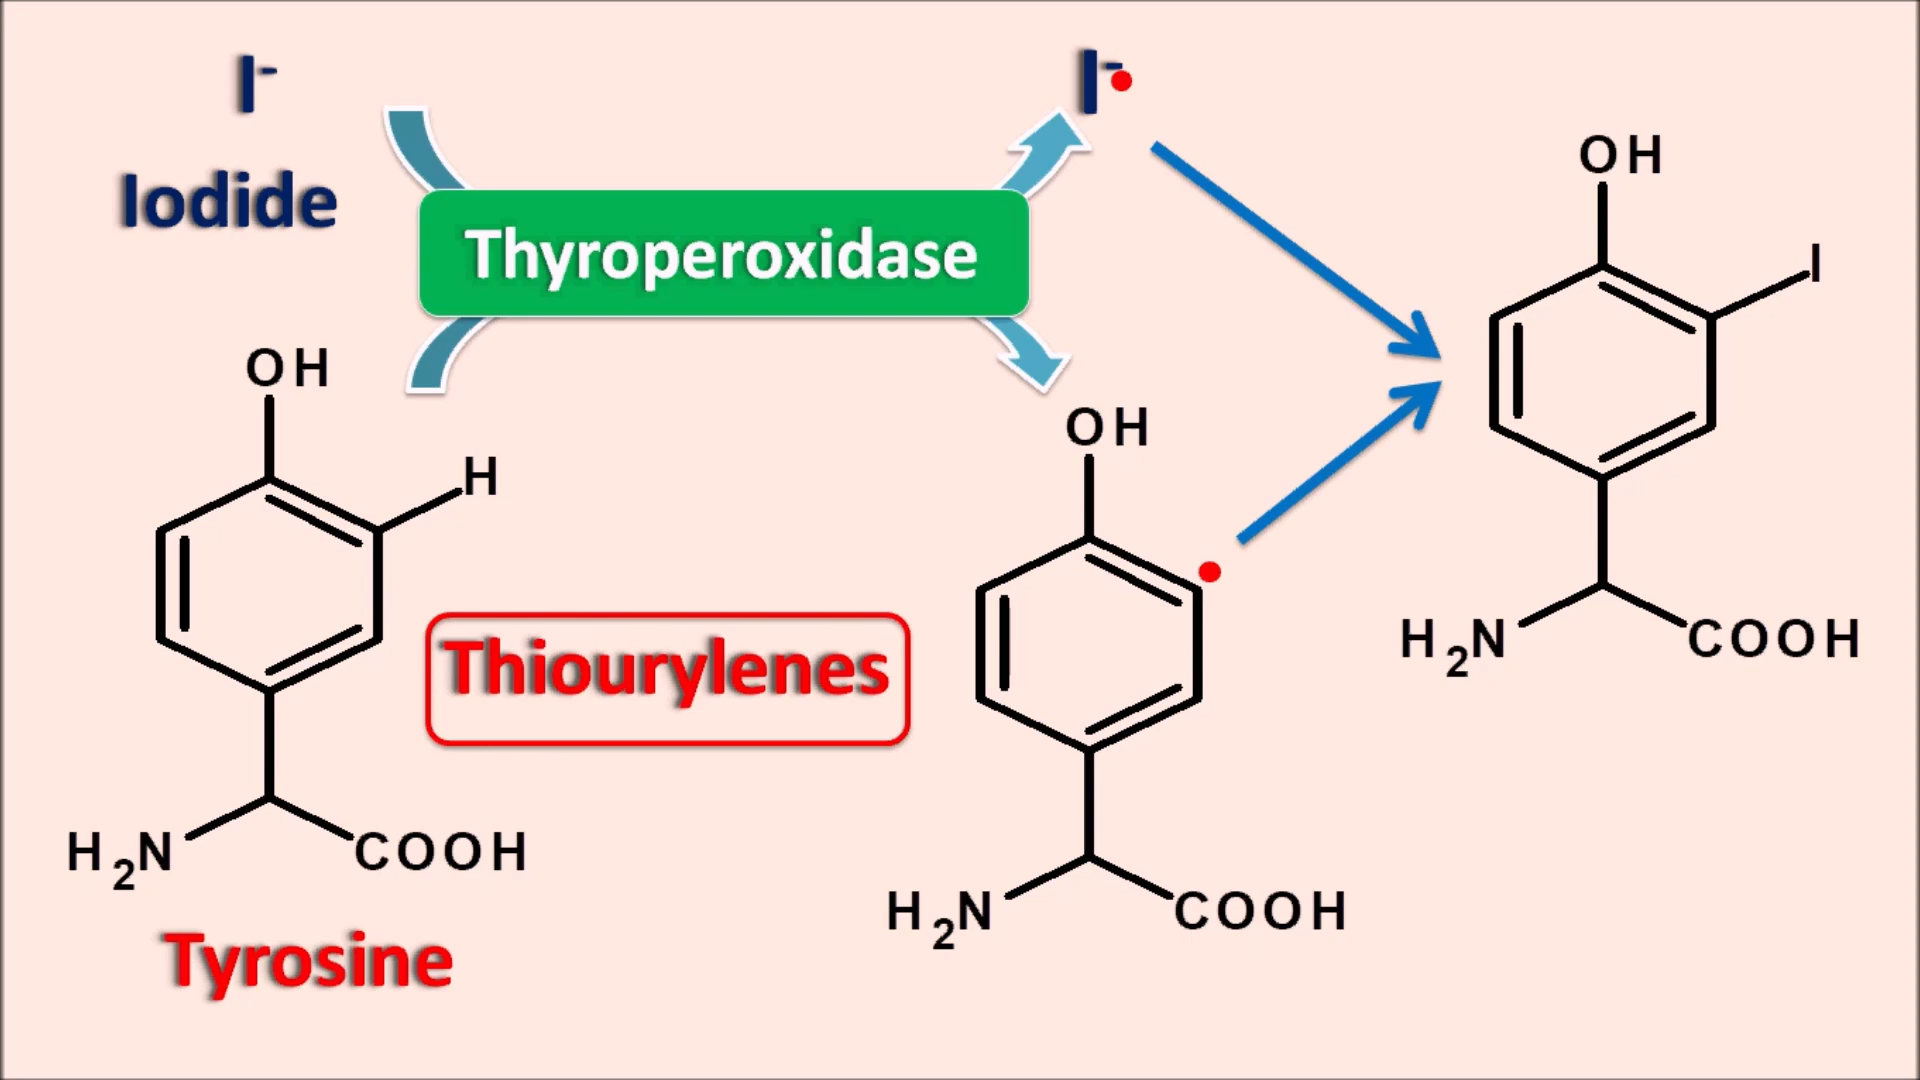 I⁻
Iodide
Thyroperoxidase
I⁻•
OH
H
H₂N
COOH
Tyrosine
Thiourylenes
OH
H₂N
COOH
OH
I
H₂N
COOH